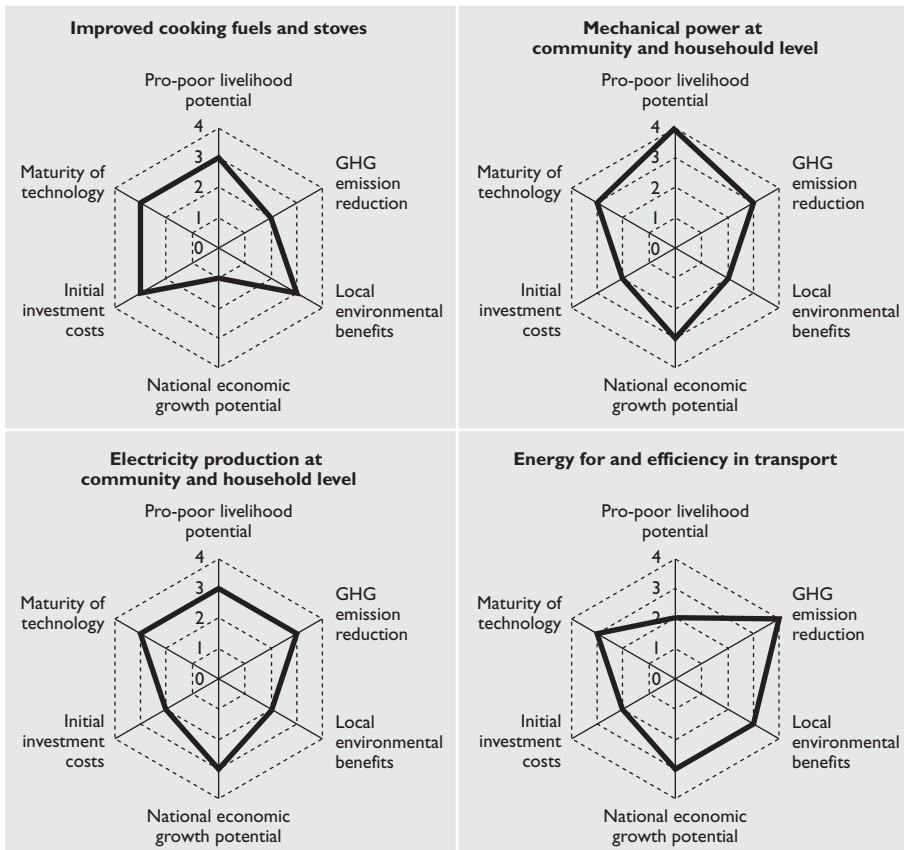 Improved cooking fuels and stoves
Pro-poor livelihood
potential
4
3
2
1
0
GHG
emission
reduction
Local
environmental
benefits
National economic
growth potential
Initial
investment
costs
Maturity of
technology
Mechanical power at
community and househould level
Pro-poor livelihood
potential
4
3
2
1
0
GHG
emission
reduction
Local
environmental
benefits
National economic
growth potential
Initial
investment
costs
Maturity of
technology
Electricity production at
community and household level
Pro-poor livelihood
potential
4
3
2
1
0
GHG
emission
reduction
Local
environmental
benefits
National economic
growth potential
Initial
investment
costs
Maturity of
technology
Energy for and efficiency in transport
Pro-poor livelihood
potential
4
3
2
1
0
GHG
emission
reduction
Local
environmental
benefits
National economic
growth potential
Initial
investment
costs
Maturity of
technology